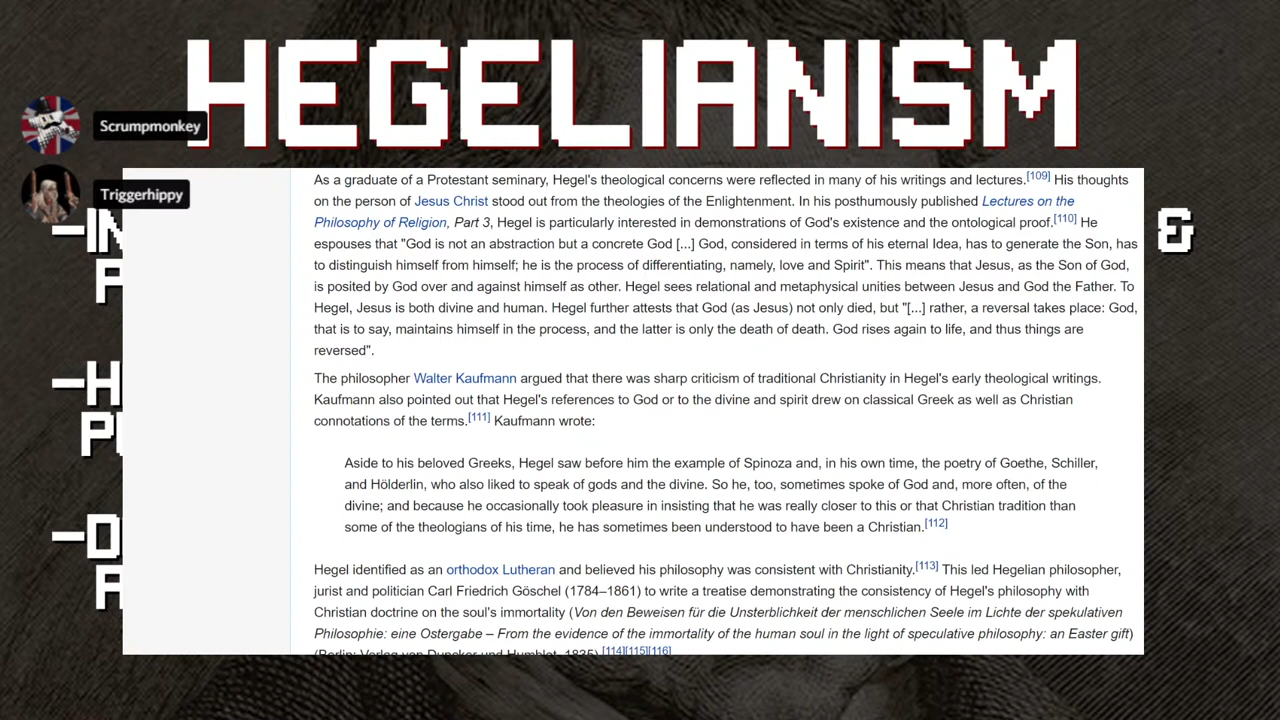 HEGELIANISM
Scrumpmonkey
Triggerhippy
As a graduate of a Protestant seminary, Hegel's theological concerns were reflected in many of his writings and lectures.[109] His thoughts
on the person of Jesus Christ stood out from the theologies of the Enlightenment. In his posthumously published Lectures on the
Philosophy of Religion, Part 3, Hegel is particularly interested in demonstrations of God's existence and the ontological proof.[110] He
espouses that "God is not an abstraction but a concrete God [...] God, considered in terms of his eternal Idea, has to generate the Son, has
to distinguish himself from himself; he is the process of differentiating, namely, love and Spirit". This means that Jesus, as the Son of God,
is posited by God over and against himself as other. Hegel sees relational and metaphysical unities between Jesus and God the Father. To
Hegel, Jesus is both divine and human. Hegel further attests that God (as Jesus) not only died, but "[...] rather, a reversal takes place: God,
that is to say, maintains himself in the process, and the latter is only the death of death. God rises again to life, and thus things are
reversed".
The philosopher Walter Kaufmann argued that there was sharp criticism of traditional Christianity in Hegel's early theological writings.
Kaufmann also pointed out that Hegel's references to God or to the divine and spirit drew on classical Greek as well as Christian
connotations of the terms.[111] Kaufmann wrote:
Aside to his beloved Greeks, Hegel saw before him the example of Spinoza and, in his own time, the poetry of Goethe, Schiller,
and Hölderlin, who also liked to speak of gods and the divine. So he, too, sometimes spoke of God and, more often, of the
divine; and because he occasionally took pleasure in insisting that he was really closer to this or that Christian tradition than
some of the theologians of his time, he has sometimes been understood to have been a Christian.[112]
Hegel identified as an orthodox Lutheran and believed his philosophy was consistent with Christianity.[113] This led Hegelian philosopher,
jurist and politician Carl Friedrich Göschel (1784–1861) to write a treatise demonstrating the consistency of Hegel's philosophy with
Christian doctrine on the soul's immortality (Von den Beweisen für die Unsterblichkeit der menschlichen Seele im Lichte der spekulativen
Philosophie: eine Ostergabe – From the evidence of the immortality of the human soul in the light of speculative philosophy: an Easter gift)
(Berlin: Verlag von Duncker und Humblot, 1835).[114][115][116]
&